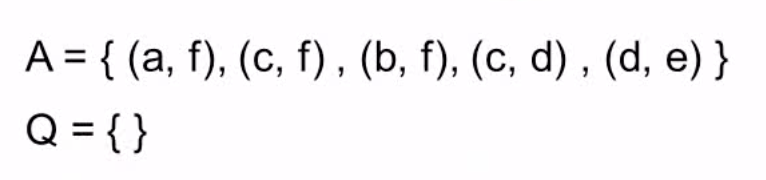 A = { (a, f), (c, f) , (b, f), (c, d) , (d, e) }
Q = { }